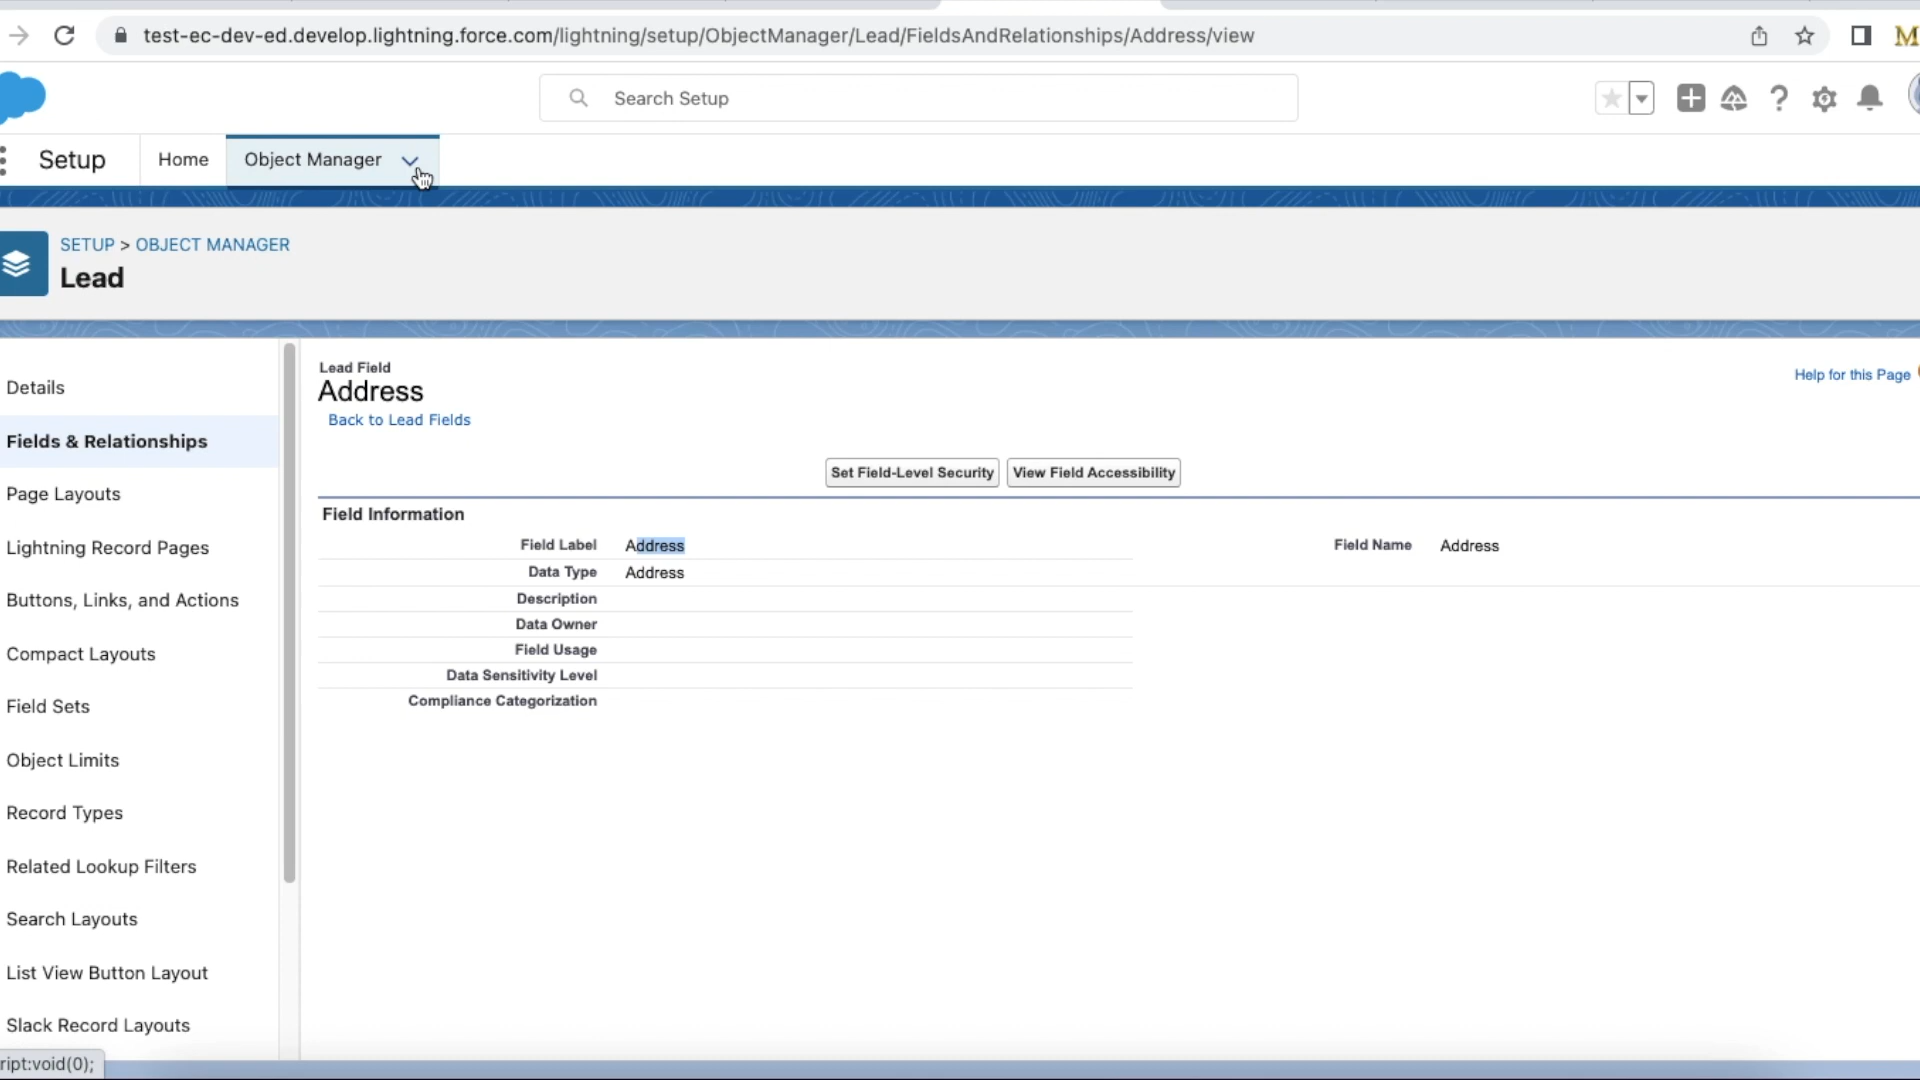 test-ec-dev-ed.develop.lightning.force.com/lightning/setup/ObjectManager/Lead/FieldsAndRelationships/Address/view
M
Search Setup
Setup
Home
Object Manager
SETUP > OBJECT MANAGER
Lead
Details
Fields & Relationships
Page Layouts
Lightning Record Pages
Buttons, Links, and Actions
Compact Layouts
Field Sets
Object Limits
Record Types
Related Lookup Filters
Search Layouts
List View Button Layout
Slack Record Layouts
Lead Field
Address
Back to Lead Fields
Help for this Page
Set Field-Level Security View Field Accessibility
Field Information
Field Label Address Field Name Address
Data Type Address
Description
Data Owner
Field Usage
Data Sensitivity Level
Compliance Categorization
ript:void(0);